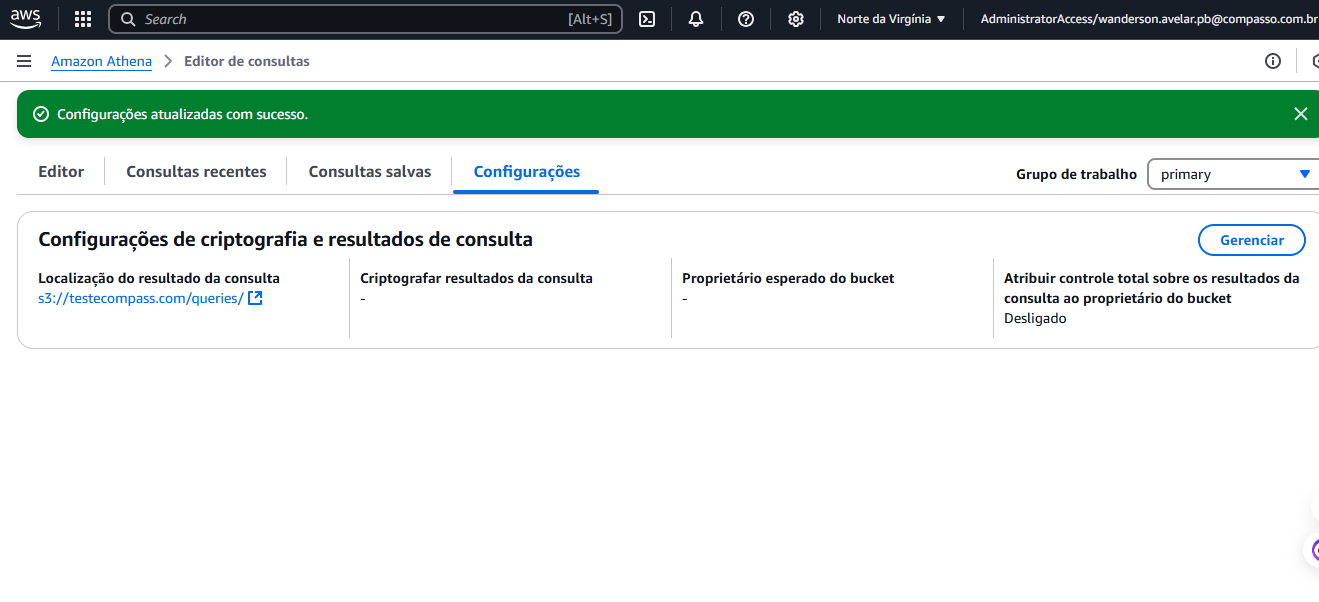 aws
Search [Alt+S] Norte da Virgínia AdministratorAccess/wanderson.avelar.pb@compasso.com.br
Amazon Athena Editor de consultas
Configurações atualizadas com sucesso.
Editor Consultas recentes Consultas salvas Configurações Grupo de trabalho primary
Configurações de criptografia e resultados de consulta Gerenciar
Localização do resultado da consulta
s3://testecompass.com/queries/
Criptografar resultados da consulta
-
Proprietário esperado do bucket
-
Atribuir controle total sobre os resultados da
consulta ao proprietário do bucket
Desligado